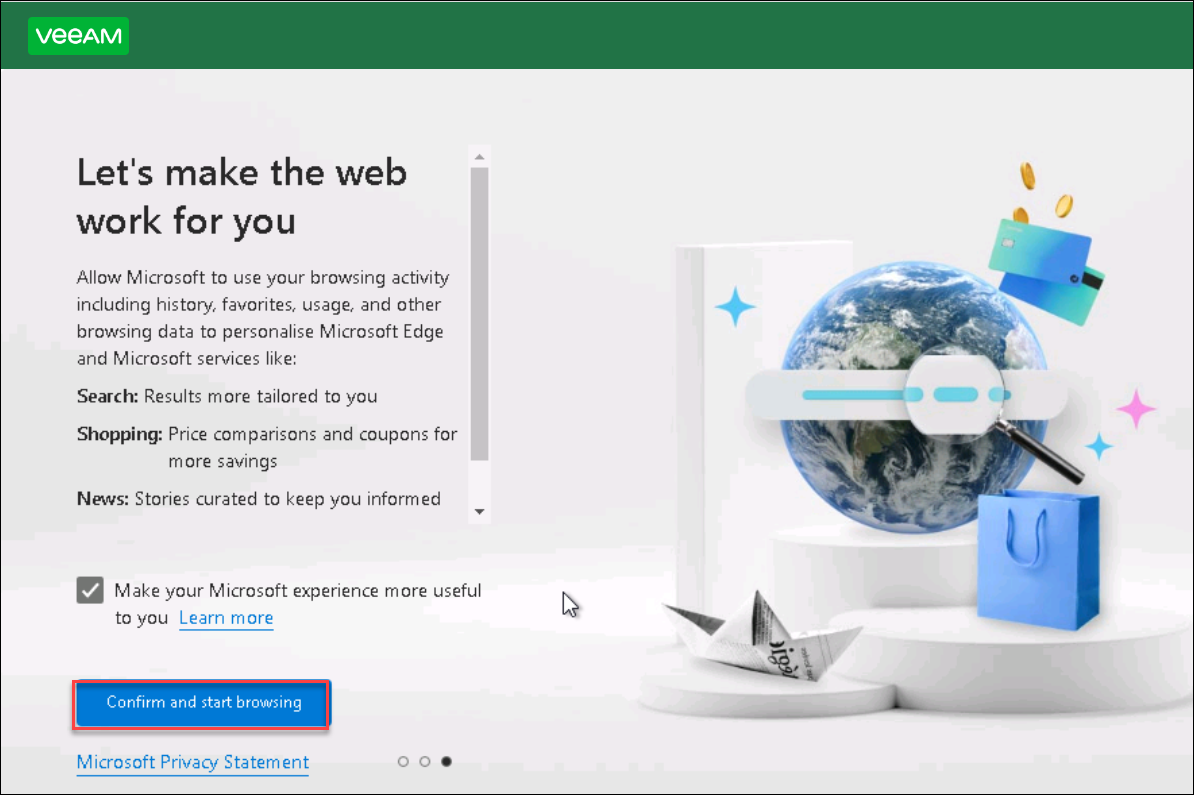 veeAM
Let's make the web
work for you
Allow Microsoft to use your browsing activity
including history, favorites, usage, and other
browsing data to personalise Microsoft Edge
and Microsoft services like:
Search: Results more tailored to you
Shopping: Price comparisons and coupons for
more savings
News: Stories curated to keep you informed
Make your Microsoft experience more useful
to you Learn more
Confirm and start browsing
Microsoft Privacy Statement